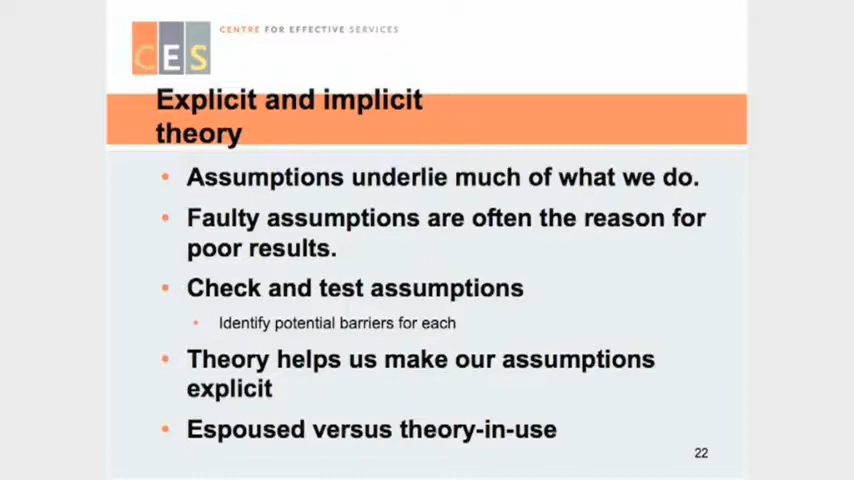 CENTRE FOR EFFECTIVE SERVICES
CES
Explicit and implicit
theory
• Assumptions underlie much of what we do.
• Faulty assumptions are often the reason for
poor results.
• Check and test assumptions
• Identify potential barriers for each
• Theory helps us make our assumptions
explicit
• Espoused versus theory-in-use
22